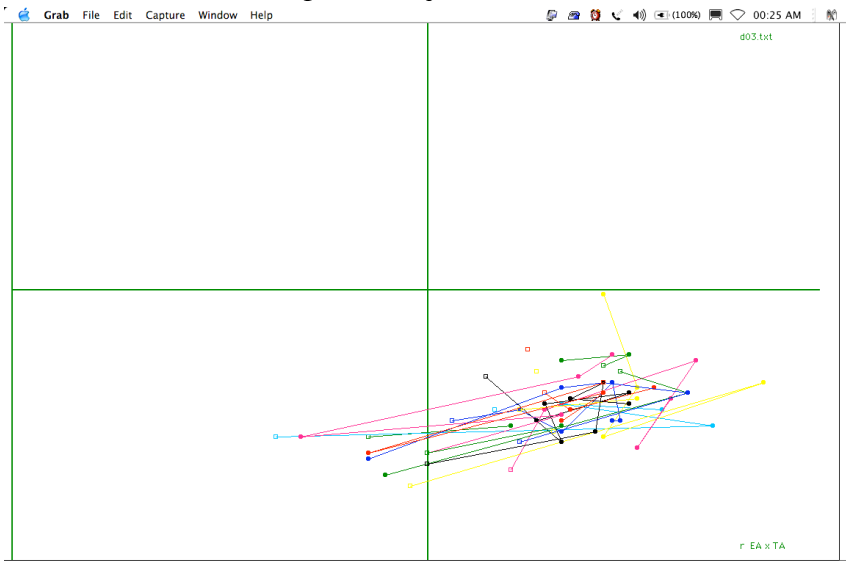 Grab File Edit Capture Window Help (100%) 00:25 AM
d03.txt
r EA x TA